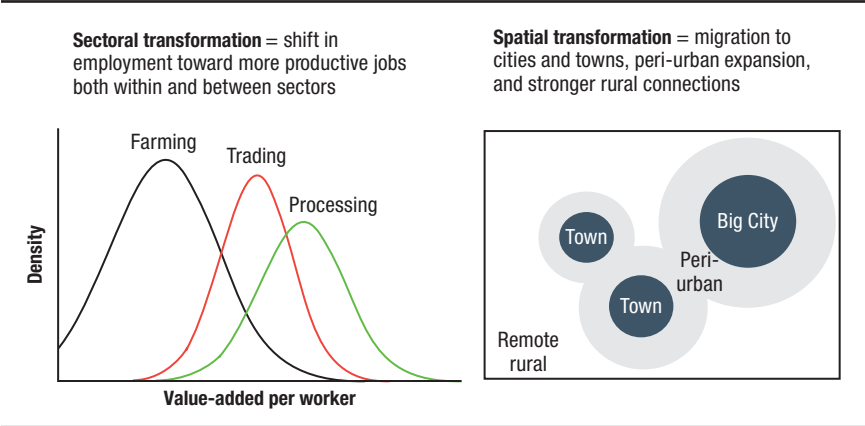 Sectoral transformation = shift in
employment toward more productive jobs
both within and between sectors
Farming
Trading
Processing
Density
Value-added per worker
Spatial transformation = migration to
cities and towns, peri-urban expansion,
and stronger rural connections
Big City
Town
Peri-
urban
Town
Remote
rural